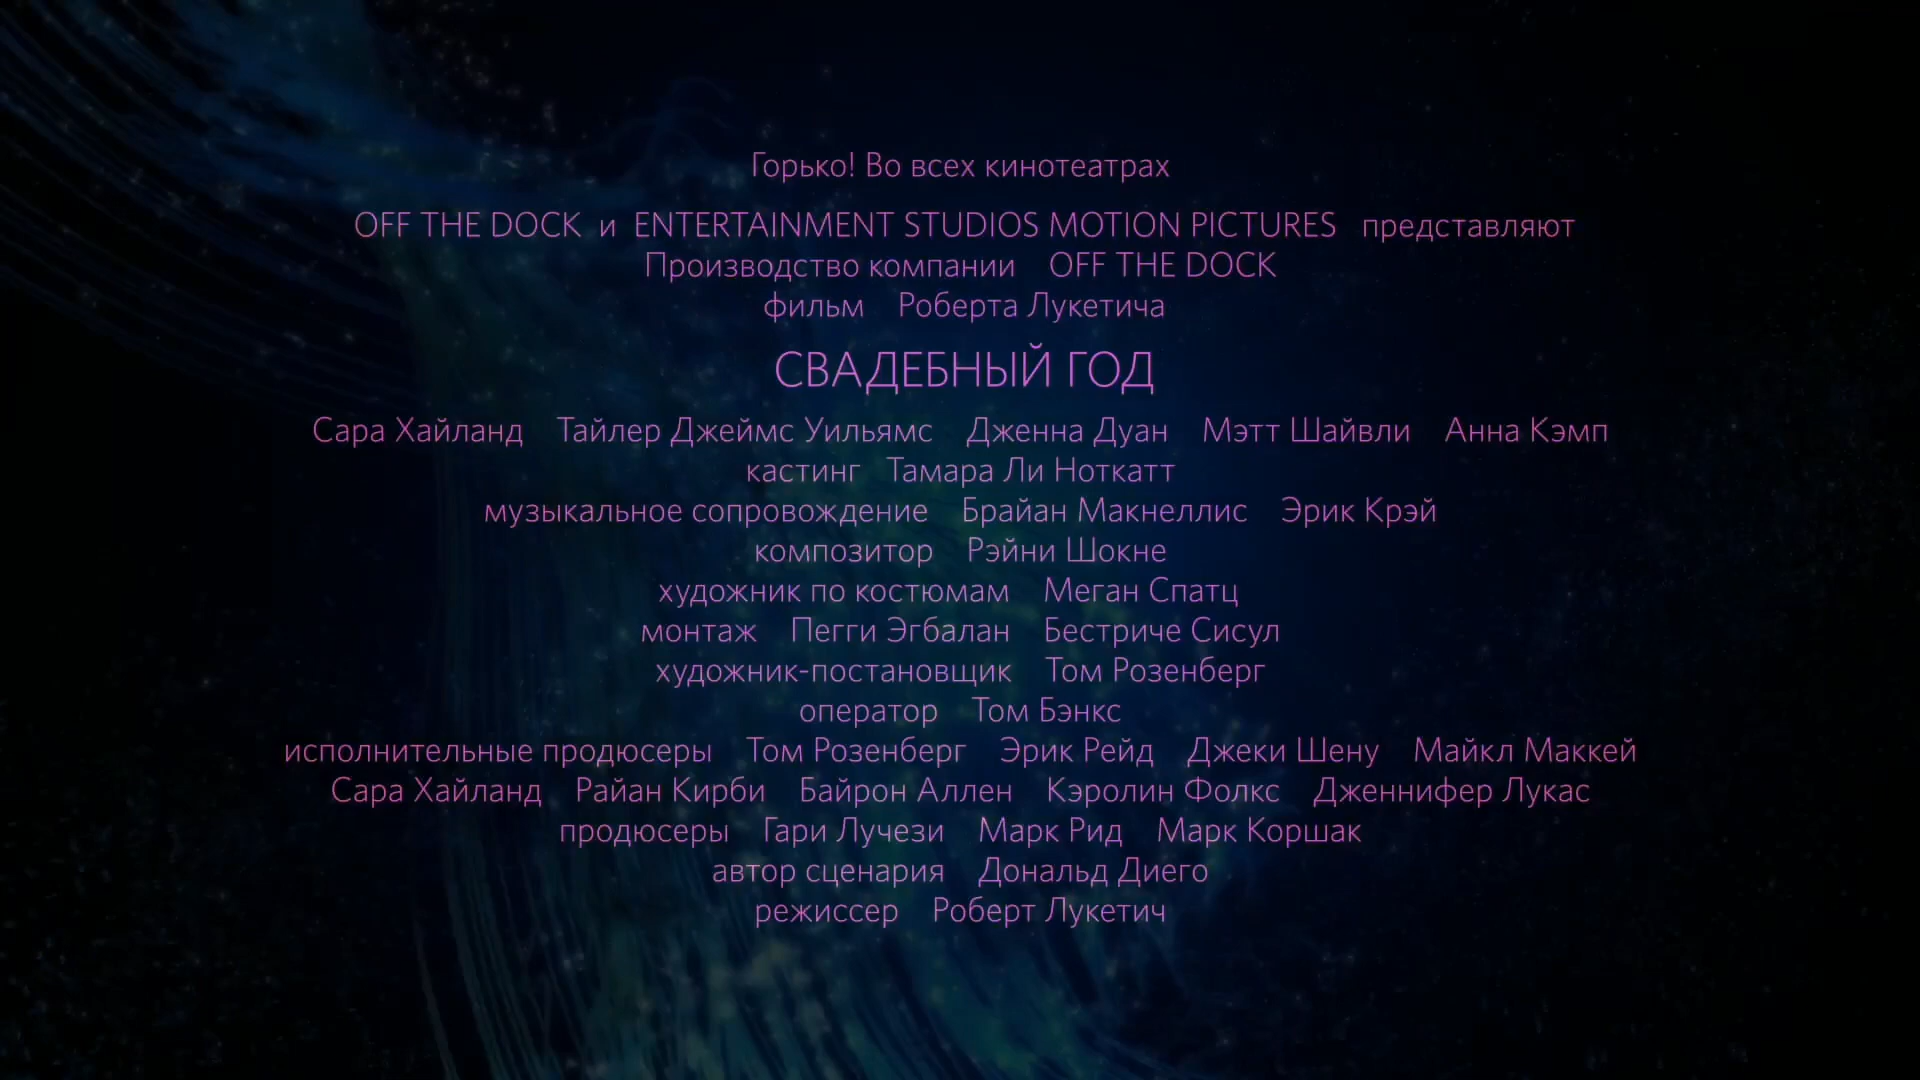 Горько! Во всех кинотеатрах
OFF THE DOCK и ENTERTAINMENT STUDIOS MOTION PICTURES представляют
Производство компании OFF THE DOCK
фильм Роберта Лукетича
СВАДЕБНЫЙ ГОД
Сара Хайланд Тайлер Джеймс Уильямс Дженна Дуан Мэтт Шайвли Анна Кэмп
кастинг Тамара Ли Ноткатт
музыкальное сопровождение Брайан Макнеллис Эрик Крэй
композитор Рэйни Шокне
художник по костюмам Меган Спатц
монтаж Пегги Эгбалан Бестриче Сисул
художник-постановщик Том Розенберг
оператор Том Бэнкс
исполнительные продюсеры Том Розенберг Эрик Рейд Джеки Шену Майкл Маккей
Сара Хайланд Райан Кирби Байрон Аллен Кэролин Фолкс Дженнифер Лукас
продюсеры Гари Лучези Марк Рид Марк Коршак
автор сценария Дональд Диего
режиссер Роберт Лукетич